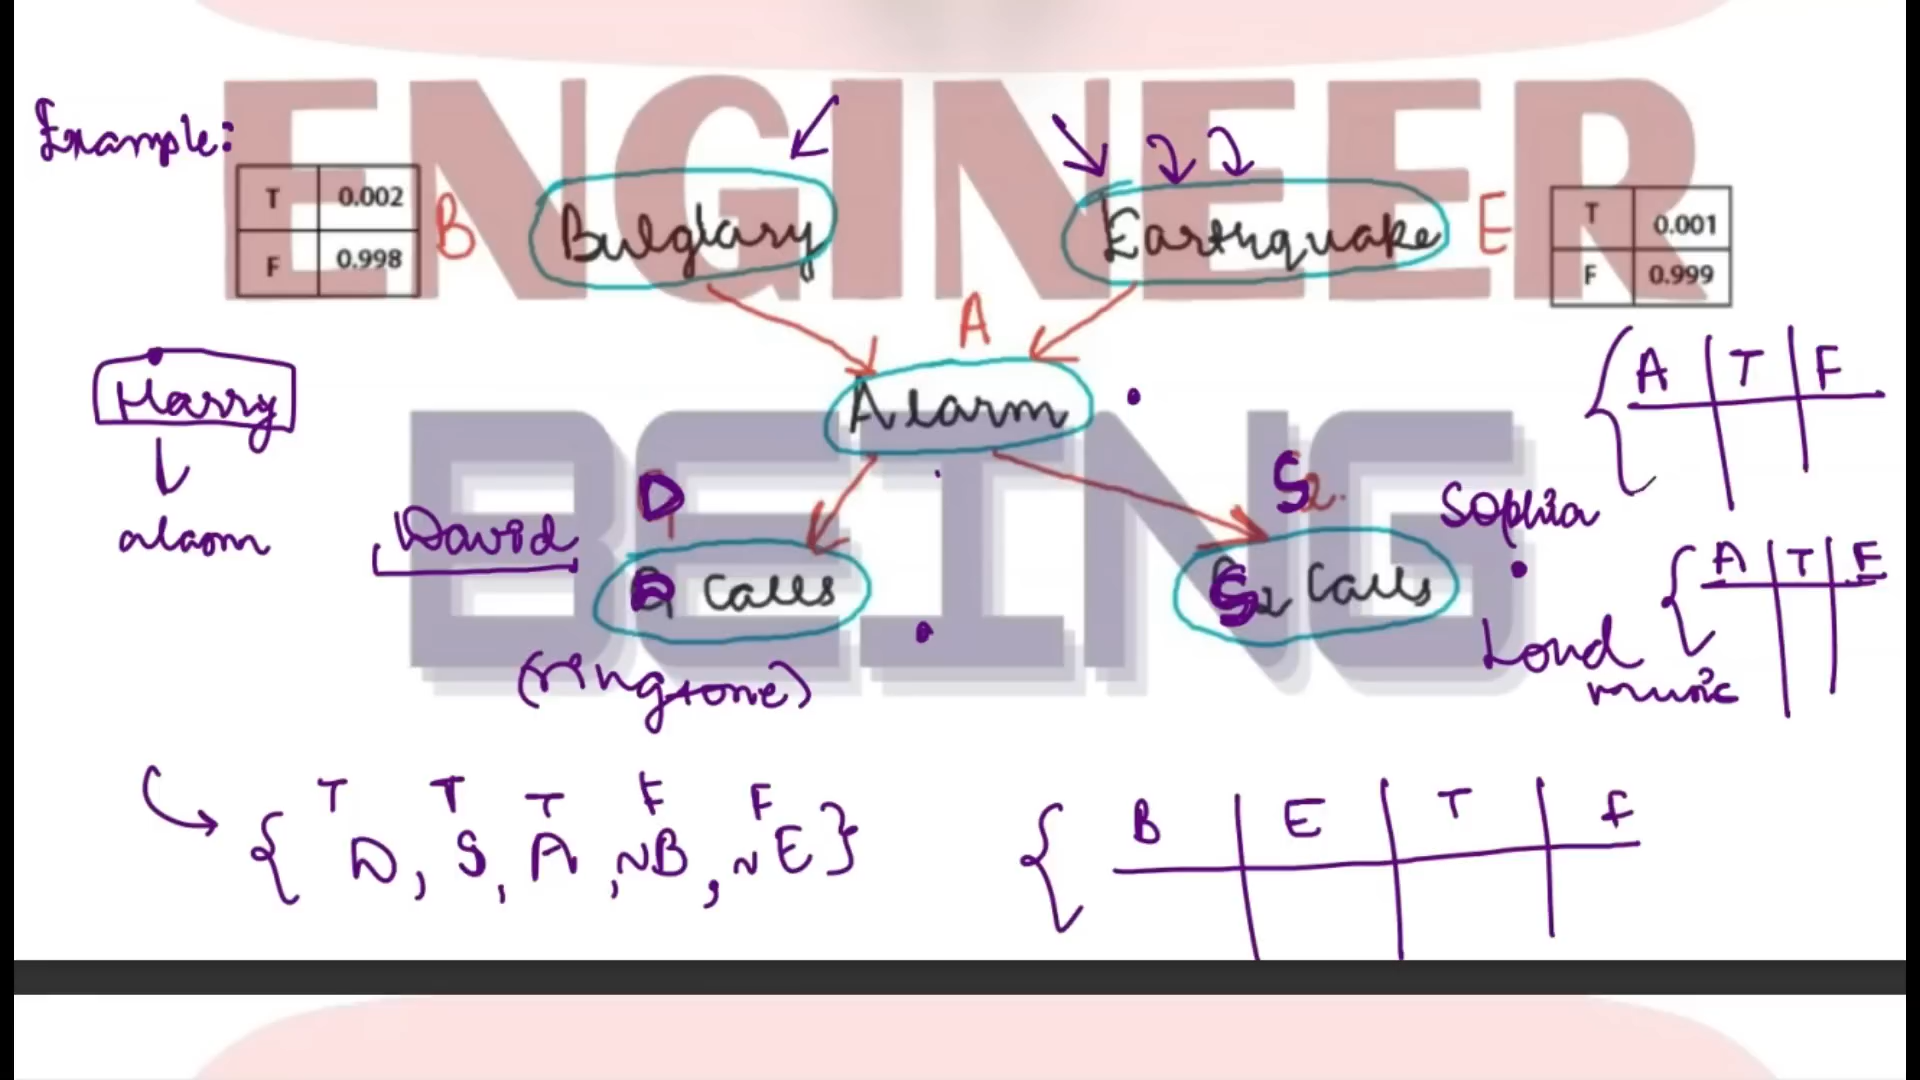 ENGINEER
BEING
Example:
T 0.002
F 0.998
B
Bulglary
Earthquake
E
T 0.001
F 0.999
A
Harry
alaom
Alarm
A T F
David
D
calls
(ringtone)
S2
Calls
Sophia
Loud
music
A T F
T T T F F
{ D, S, A, ~B, ~E }
{ B E T F